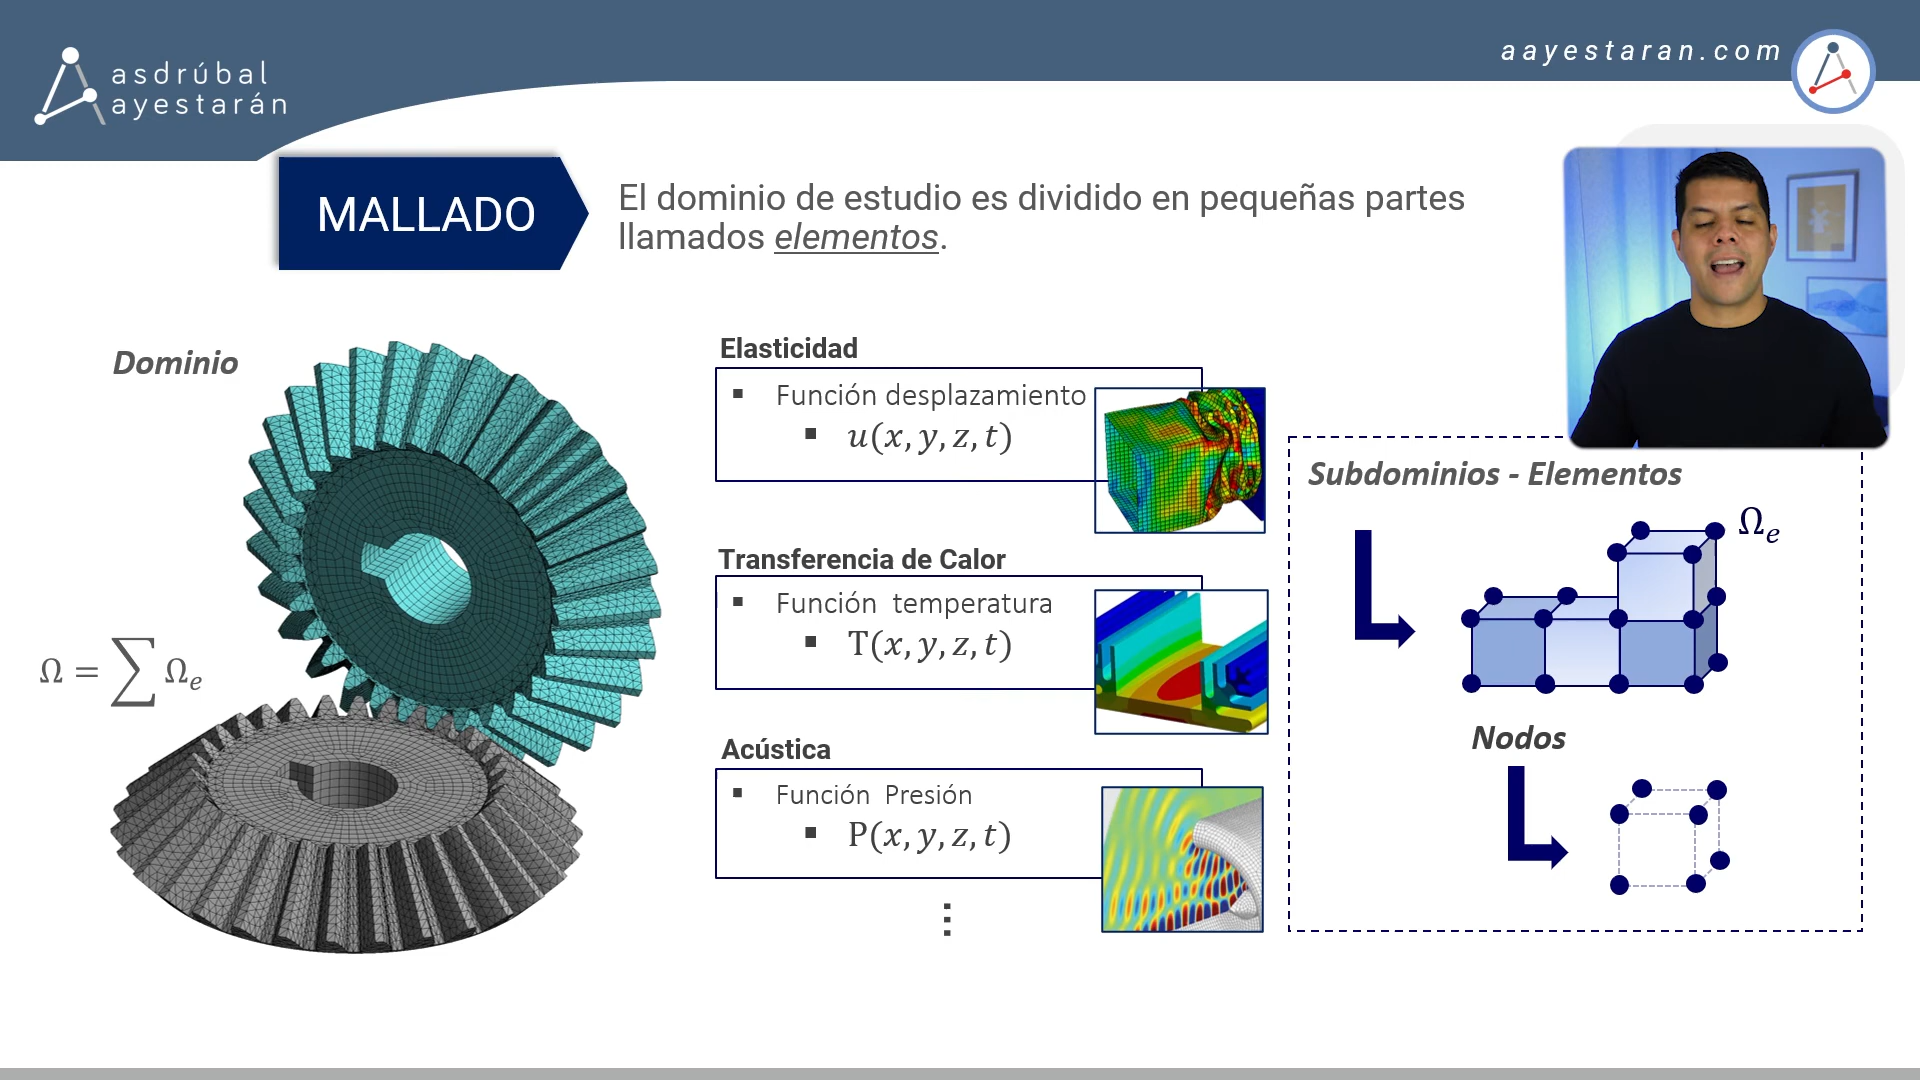 asdrúbal
ayestarán
aayestaran.com
MALLADO
El dominio de estudio es dividido en pequeñas partes
llamados elementos.
Dominio
Ω = ∑ Ωₑ
Elasticidad
▪ Función desplazamiento
▪ u(x, y, z, t)
Transferencia de Calor
▪ Función temperatura
▪ T(x, y, z, t)
Acústica
▪ Función Presión
▪ P(x, y, z, t)
⋮
Subdominios - Elementos
Ωₑ
Nodos